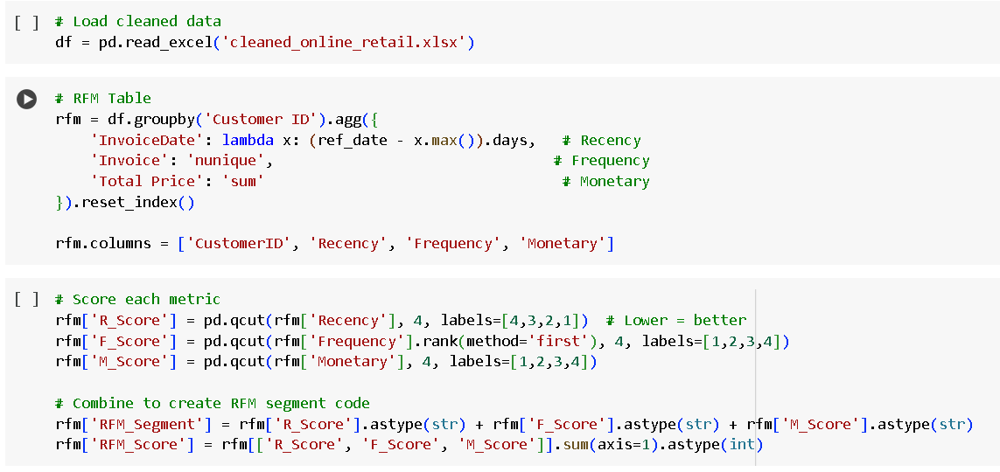 [ ] # Load cleaned data
df = pd.read_excel('cleaned_online_retail.xlsx')
# RFM Table
rfm = df.groupby('Customer ID').agg({
    'InvoiceDate': lambda x: (ref_date - x.max()).days,   # Recency
    'Invoice': 'nunique',                                 # Frequency
    'Total Price': 'sum'                                   # Monetary
}).reset_index()
rfm.columns = ['CustomerID', 'Recency', 'Frequency', 'Monetary']
[ ] # Score each metric
rfm['R_Score'] = pd.qcut(rfm['Recency'], 4, labels=[4,3,2,1])  # Lower = better
rfm['F_Score'] = pd.qcut(rfm['Frequency'].rank(method='first'), 4, labels=[1,2,3,4])
rfm['M_Score'] = pd.qcut(rfm['Monetary'], 4, labels=[1,2,3,4])
# Combine to create RFM segment code
rfm['RFM_Segment'] = rfm['R_Score'].astype(str) + rfm['F_Score'].astype(str) + rfm['M_Score'].astype(str)
rfm['RFM_Score'] = rfm[['R_Score', 'F_Score', 'M_Score']].sum(axis=1).astype(int)